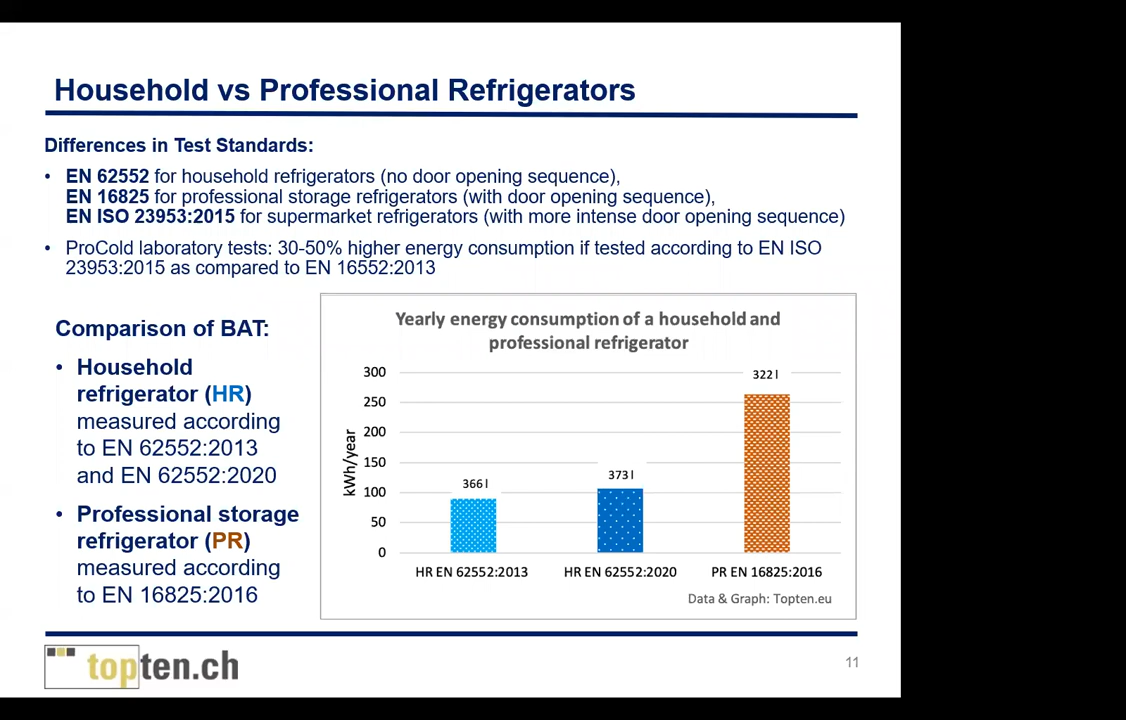 Household vs Professional Refrigerators
Differences in Test Standards:
• EN 62552 for household refrigerators (no door opening sequence),
EN 16825 for professional storage refrigerators (with door opening sequence),
EN ISO 23953:2015 for supermarket refrigerators (with more intense door opening sequence)
• ProCold laboratory tests: 30-50% higher energy consumption if tested according to EN ISO
23953:2015 as compared to EN 16552:2013
Comparison of BAT:
• Household
refrigerator (HR)
measured according
to EN 62552:2013
and EN 62552:2020
• Professional storage
refrigerator (PR)
measured according
to EN 16825:2016
Yearly energy consumption of a household and
professional refrigerator
kWh/year
300
250
200
150
100
50
0
366 l
373 l
322 l
HR EN 62552:2013
HR EN 62552:2020
PR EN 16825:2016
Data & Graph: Topten.eu
topten.ch
11